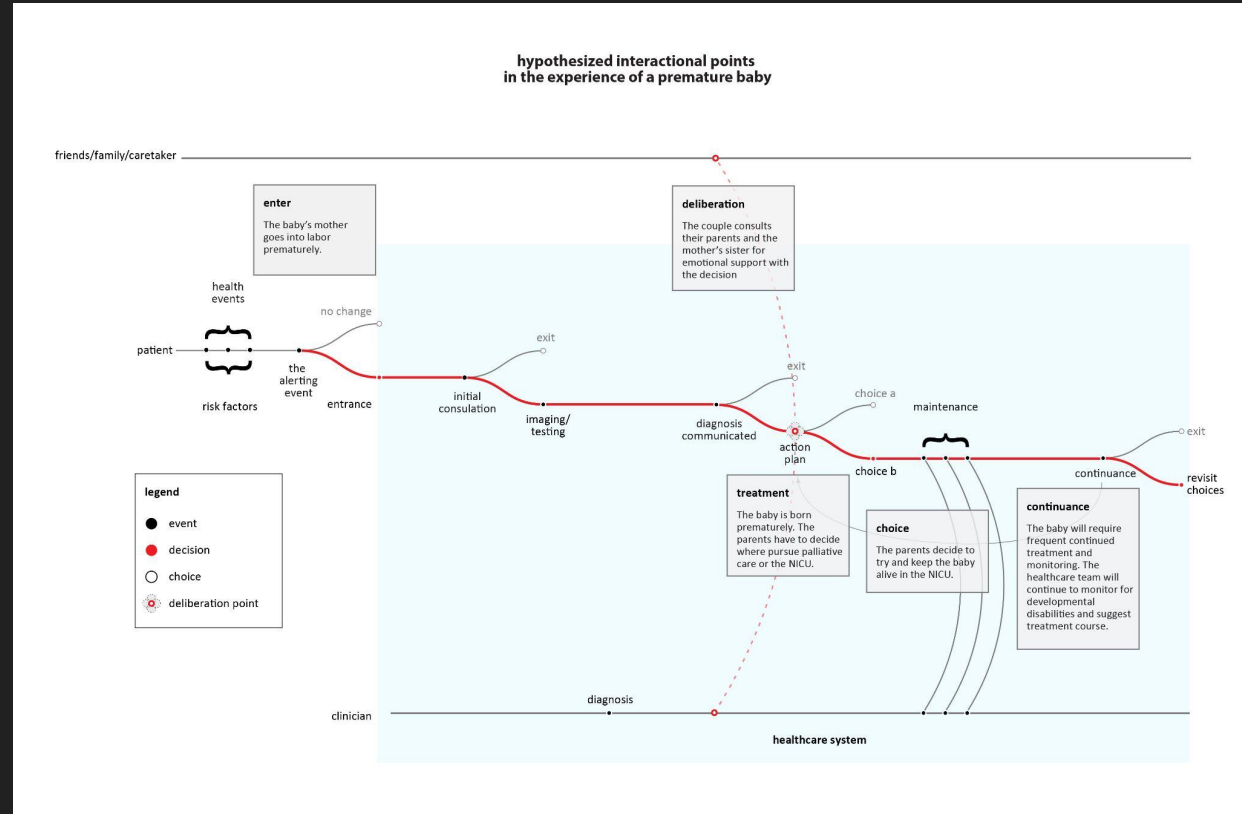 hypothesized interactional points
in the experience of a premature baby
friends/family/caretaker
enter
The baby's mother
goes into labor
prematurely.
deliberation
The couple consults
their parents and the
mother's sister for
emotional support with
the decision
health
events
no change
patient
exit
the
alerting
event
risk factors
entrance
initial
consulation
imaging/
testing
exit
diagnosis
communicated
choice a
action
plan
maintenance
choice b
exit
continuance
revisit
choices
legend
event
decision
choice
deliberation point
treatment
The baby is born
prematurely. The
parents have to decide
where pursue palliative
care or the NICU.
choice
The parents decide to
try and keep the baby
alive in the NICU.
continuance
The baby will require
frequent continued
treatment and
monitoring. The
healthcare team will
continue to monitor for
developmental
disabilities and suggest
treatment course.
diagnosis
clinician
healthcare system